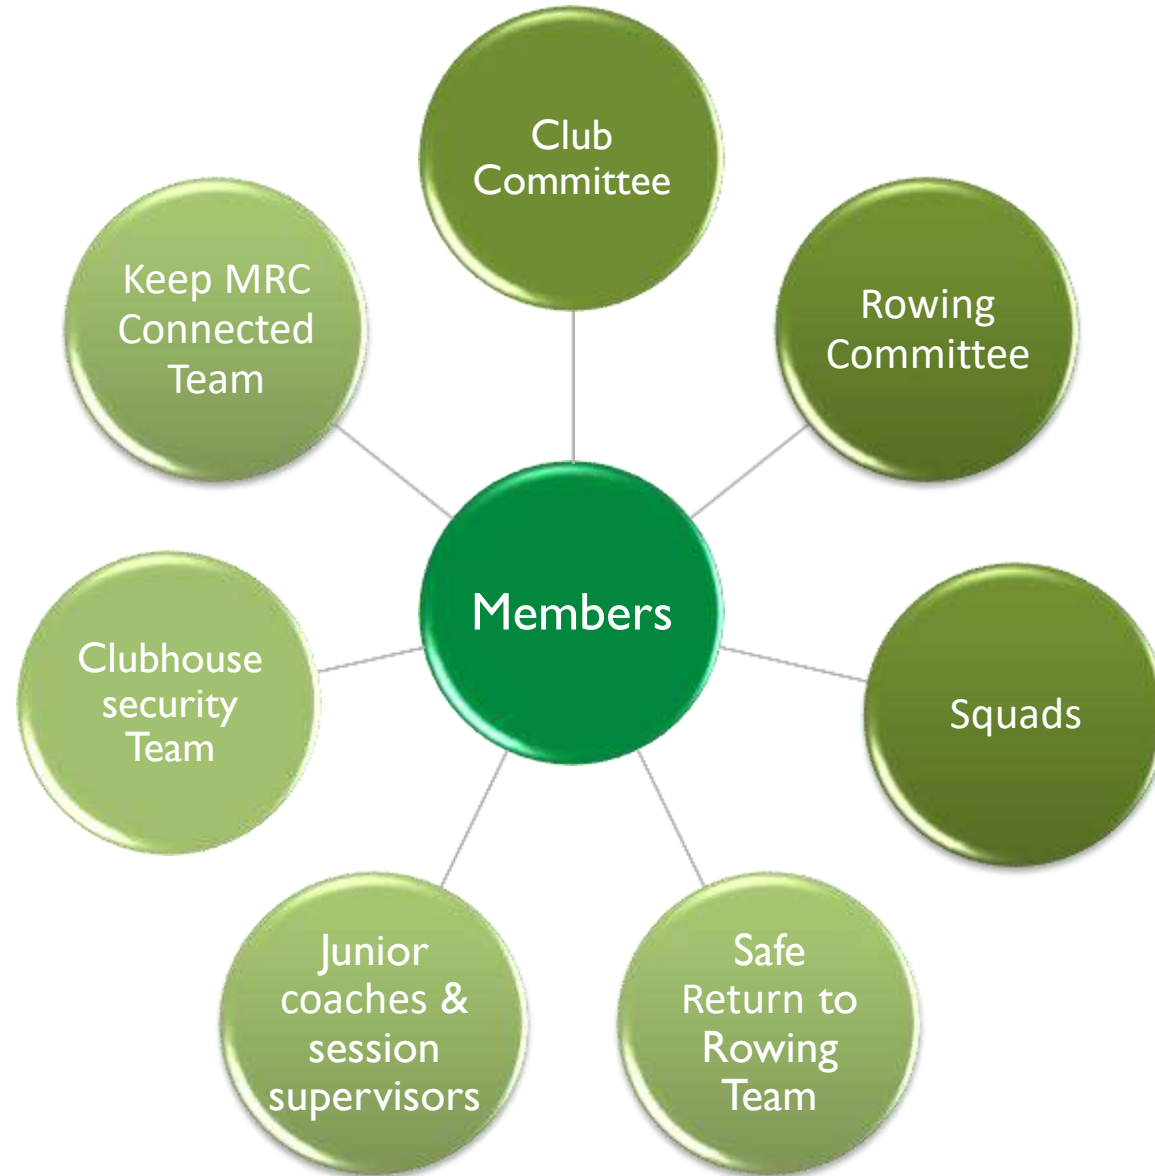 Club
Committee
Rowing
Committee
Squads
Safe
Return to
Rowing
Team
Junior
coaches &
session
supervisors
Clubhouse
security
Team
Keep MRC
Connected
Team
Members